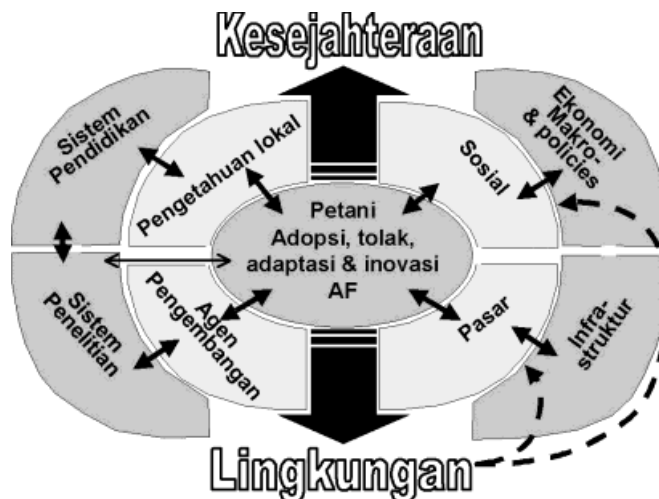 Kesejahteraan
Sistem
Pendidikan
Pengetahuan lokal
Sosial
Ekonomi
Makro-
& policies
Petani
Adopsi, tolak,
adaptasi & inovasi
AF
Sistem
Penelitian
Agen
Pengembangan
Pasar
Infra-
struktur
Lingkungan